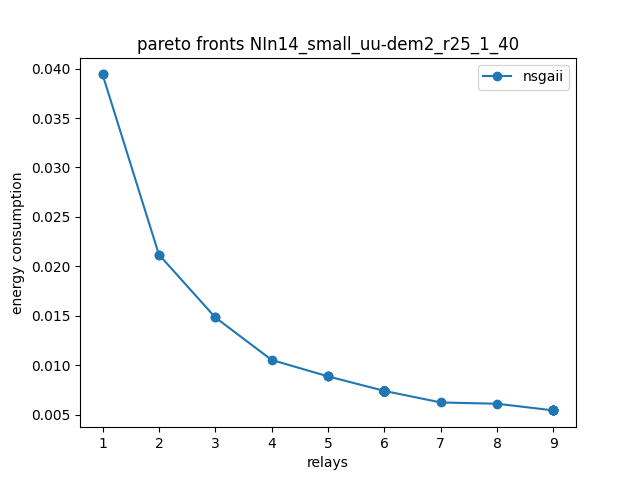 pareto fronts NIn14_small_uu-dem2_r25_1_40
nsgaii
0.040
0.035
0.030
0.025
0.020
0.015
0.010
0.005
energy consumption
1 2 3 4 5 6 7 8 9
relays